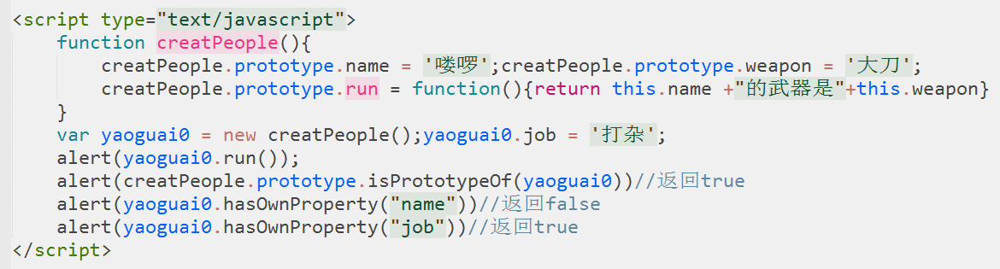 <script type="text/javascript">
    function creatPeople(){
        creatPeople.prototype.name = '喽啰';creatPeople.prototype.weapon = '大刀';
        creatPeople.prototype.run = function(){return this.name +"的武器是"+this.weapon}
    }
    var yaoguai0 = new creatPeople();yaoguai0.job = '打杂';
    alert(yaoguai0.run());
    alert(creatPeople.prototype.isPrototypeOf(yaoguai0))//返回true
    alert(yaoguai0.hasOwnProperty("name"))//返回false
    alert(yaoguai0.hasOwnProperty("job"))//返回true
</script>